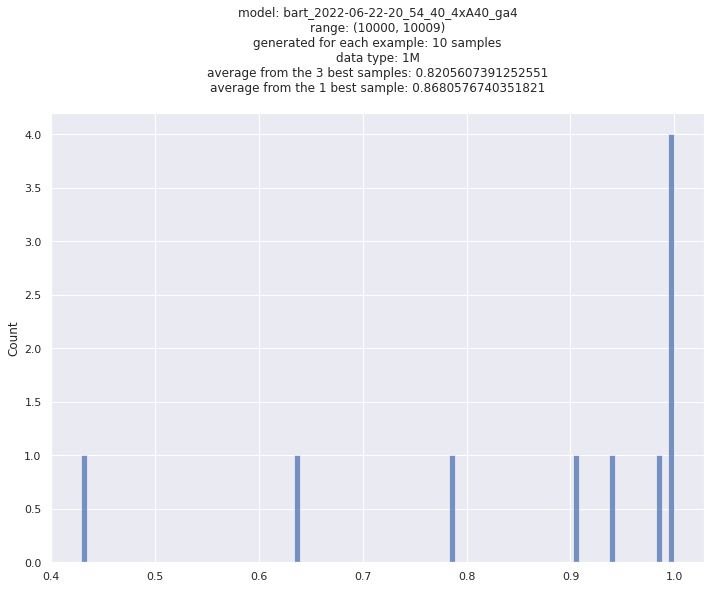 model: bart_2022-06-22-20_54_40_4xA40_ga4
range: (10000, 10009)
generated for each example: 10 samples
data type: 1M
average from the 3 best samples: 0.8205607391252551
average from the 1 best sample: 0.8680576740351821
4.0
3.5
3.0
2.5
2.0
1.5
1.0
0.5
0.0
Count
0.4 0.5 0.6 0.7 0.8 0.9 1.0